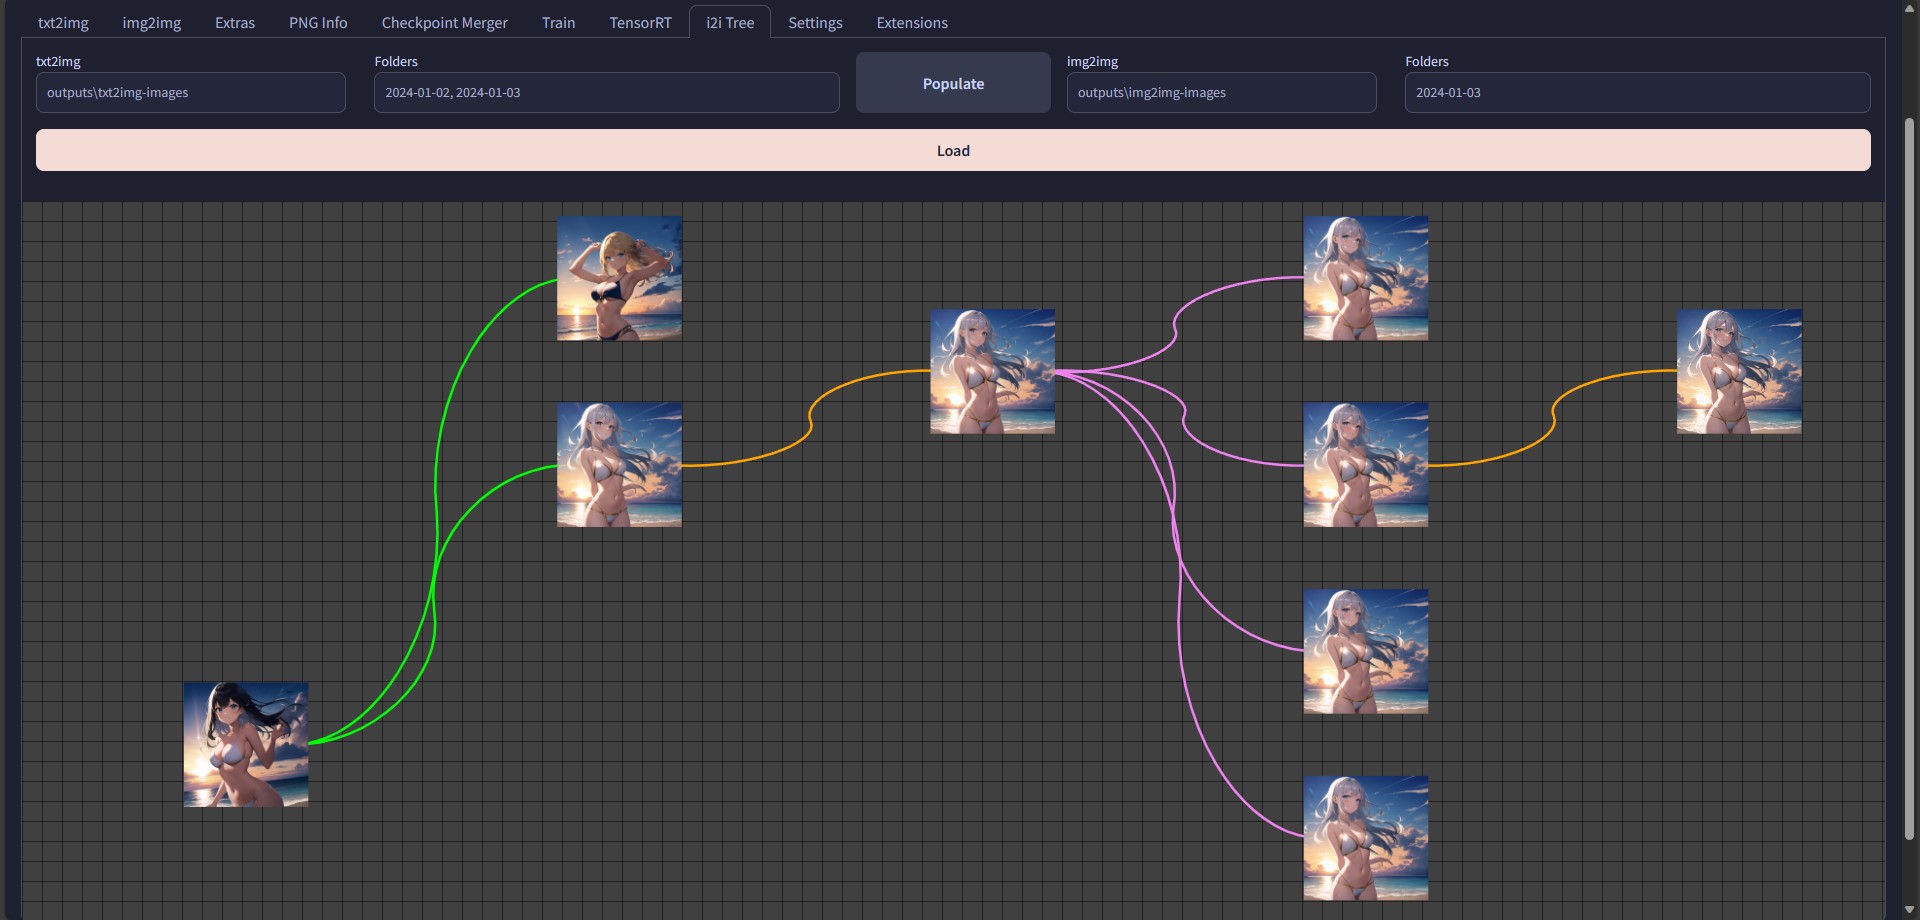 txt2img img2img Extras PNG Info Checkpoint Merger Train TensorRT i2i Tree Settings Extensions
txt2img Folders img2img Folders
outputs\txt2img-images 2024-01-02, 2024-01-03 Populate outputs\img2img-images 2024-01-03
Load